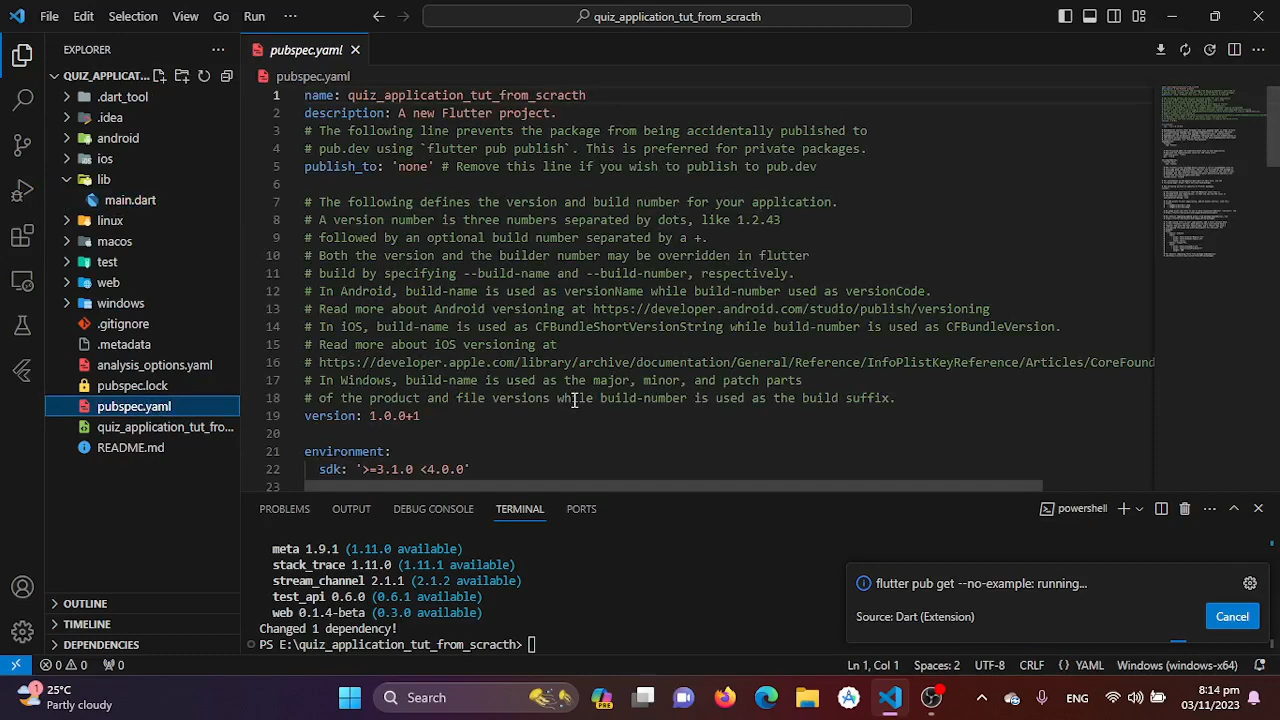 File Edit Selection View Go Run ···
quiz_application_tut_from_scracth
EXPLORER
QUIZ_APPLICAT...
.dart_tool
.idea
android
ios
lib
main.dart
linux
macos
test
web
windows
.gitignore
.metadata
analysis_options.yaml
pubspec.lock
pubspec.yaml
quiz_application_tut_fro...
README.md
OUTLINE
TIMELINE
DEPENDENCIES
pubspec.yaml
pubspec.yaml
1 name: quiz_application_tut_from_scracth
2 description: A new Flutter project.
3 # The following line prevents the package from being accidentally published to
4 # pub.dev using `flutter pub publish`. This is preferred for private packages.
5 publish_to: 'none' # Remove this line if you wish to publish to pub.dev
6
7 # The following defines the version and build number for your application.
8 # A version number is three numbers separated by dots, like 1.2.43
9 # followed by an optional build number separated by a +.
10 # Both the version and the builder number may be overridden in flutter
11 # build by specifying --build-name and --build-number, respectively.
12 # In Android, build-name is used as versionName while build-number used as versionCode.
13 # Read more about Android versioning at https://developer.android.com/studio/publish/versioning
14 # In iOS, build-name is used as CFBundleShortVersionString while build-number is used as CFBundleVersion.
15 # Read more about iOS versioning at
16 # https://developer.apple.com/library/archive/documentation/General/Reference/InfoPlistKeyReference/Articles/CoreFound
17 # In Windows, build-name is used as the major, minor, and patch parts
18 # of the product and file versions while build-number is used as the build suffix.
19 version: 1.0.0+1
20
21 environment:
22 sdk: '>=3.1.0 <4.0.0'
23
PROBLEMS OUTPUT DEBUG CONSOLE TERMINAL PORTS
powershell
meta 1.9.1 (1.11.0 available)
stack_trace 1.11.0 (1.11.1 available)
stream_channel 2.1.1 (2.1.2 available)
test_api 0.6.0 (0.6.1 available)
web 0.1.4-beta (0.3.0 available)
Changed 1 dependency!
PS E:\quiz_application_tut_from_scracth>
flutter pub get --no-example: running...
Source: Dart (Extension)
Cancel
0 0 0
Ln 1, Col 1 Spaces: 2 UTF-8 CRLF {} YAML Windows (windows-x64)
1
25°C
Partly cloudy
Search
PRE
ENG
8:14 pm
03/11/2023